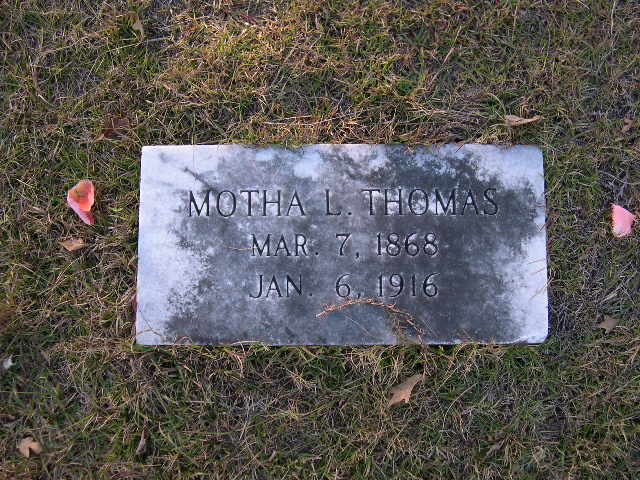 MOTHA L. THOMAS
MAR. 7, 1868
JAN. 6, 1916